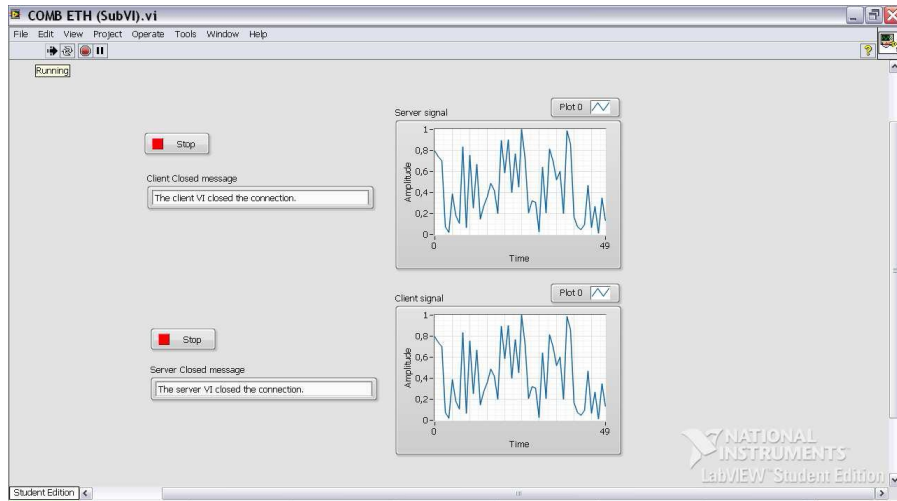 COMB ETH (SubVI).vi
File Edit View Project Operate Tools Window Help
?
Running
Server signal
Plot 0
Stop
Client Closed message
The client VI closed the connection.
Amplitude
1
0,8
0,6
0,4
0,2
0
0
49
Time
Client signal
Plot 0
Stop
Server Closed message
The server VI closed the connection.
Amplitude
1
0,8
0,6
0,4
0,2
0
0
49
Time
NATIONAL
INSTRUMENTS
LabVIEW™ Student Edition
Student Edition